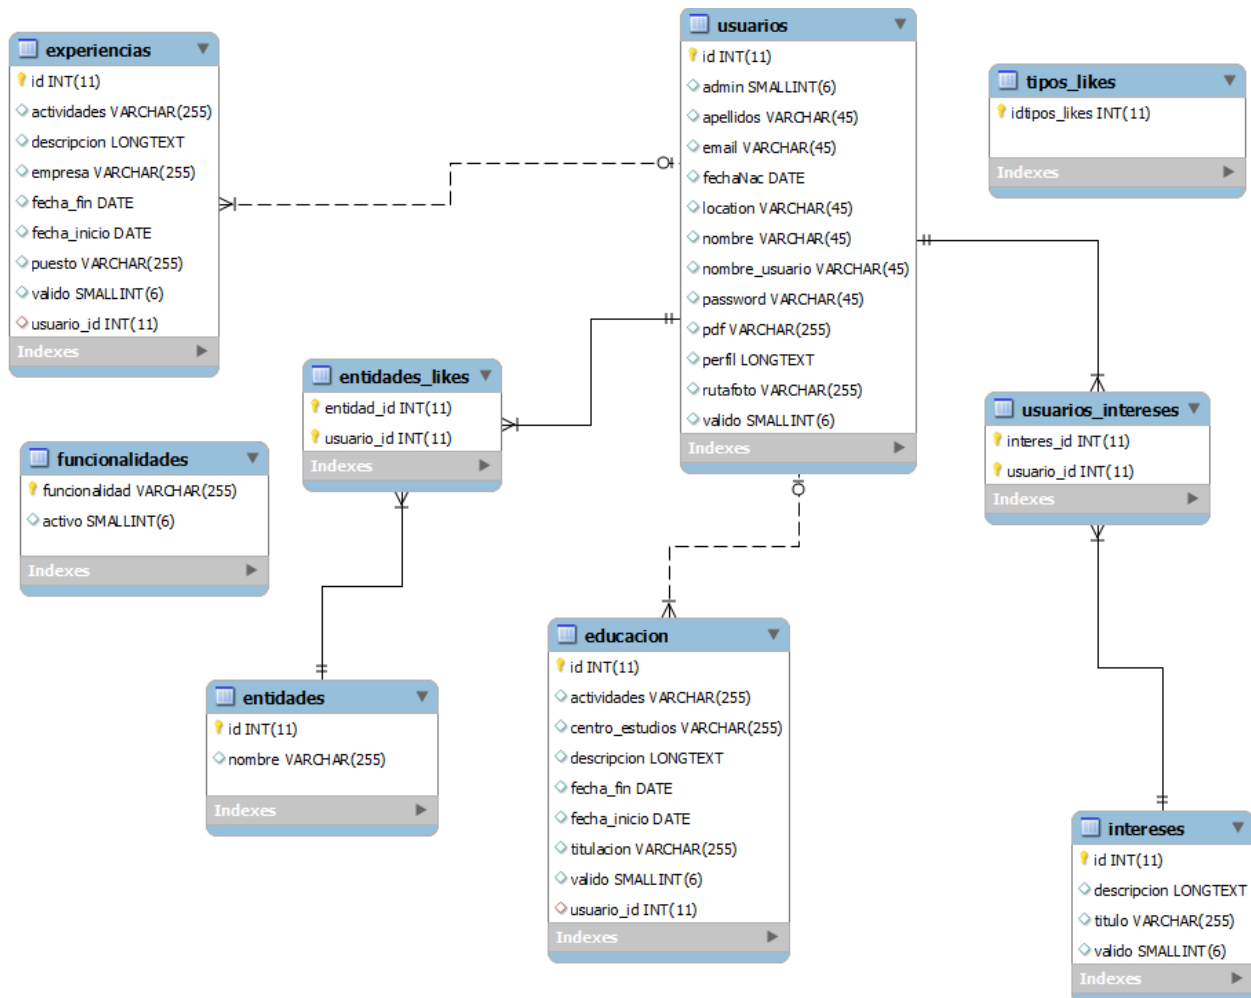 experiencias
id INT(11)
actividades VARCHAR(255)
descripcion LONGTEXT
empresa VARCHAR(255)
fecha_fin DATE
fecha_inicio DATE
puesto VARCHAR(255)
valido SMALLINT(6)
usuario_id INT(11)
Indexes
usuarios
id INT(11)
admin SMALLINT(6)
apellidos VARCHAR(45)
email VARCHAR(45)
fechaNac DATE
location VARCHAR(45)
nombre VARCHAR(45)
nombre_usuario VARCHAR(45)
password VARCHAR(45)
pdf VARCHAR(255)
perfil LONGTEXT
rutafoto VARCHAR(255)
valido SMALLINT(6)
Indexes
tipos_likes
idtipos_likes INT(11)
Indexes
entidades_likes
entidad_id INT(11)
usuario_id INT(11)
Indexes
usuarios_intereses
interes_id INT(11)
usuario_id INT(11)
Indexes
funcionalidades
funcionalidad VARCHAR(255)
activo SMALLINT(6)
Indexes
entidades
id INT(11)
nombre VARCHAR(255)
Indexes
educacion
id INT(11)
actividades VARCHAR(255)
centro_estudios VARCHAR(255)
descripcion LONGTEXT
fecha_fin DATE
fecha_inicio DATE
titulacion VARCHAR(255)
valido SMALLINT(6)
usuario_id INT(11)
Indexes
intereses
id INT(11)
descripcion LONGTEXT
titulo VARCHAR(255)
valido SMALLINT(6)
Indexes